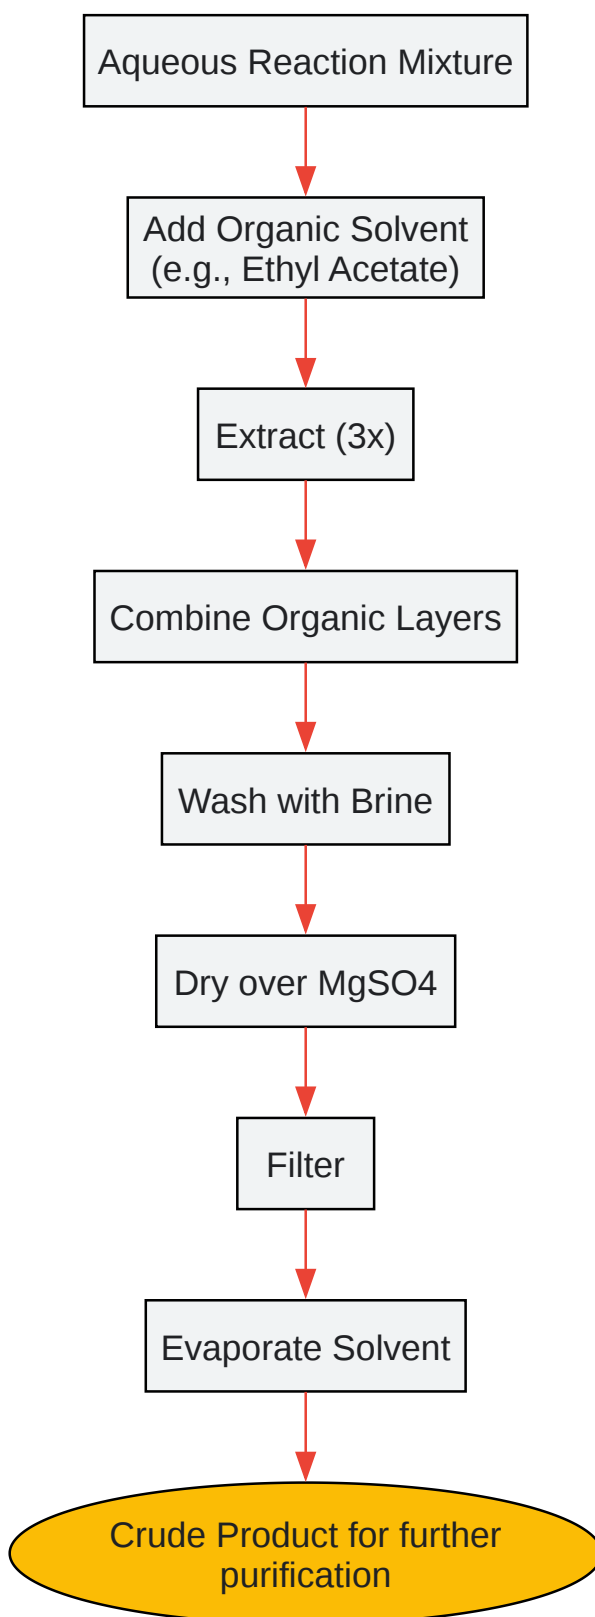 Aqueous Reaction Mixture
Add Organic Solvent
(e.g., Ethyl Acetate)
Extract (3x)
Combine Organic Layers
Wash with Brine
Dry over MgSO4
Filter
Evaporate Solvent
Crude Product for further
purification